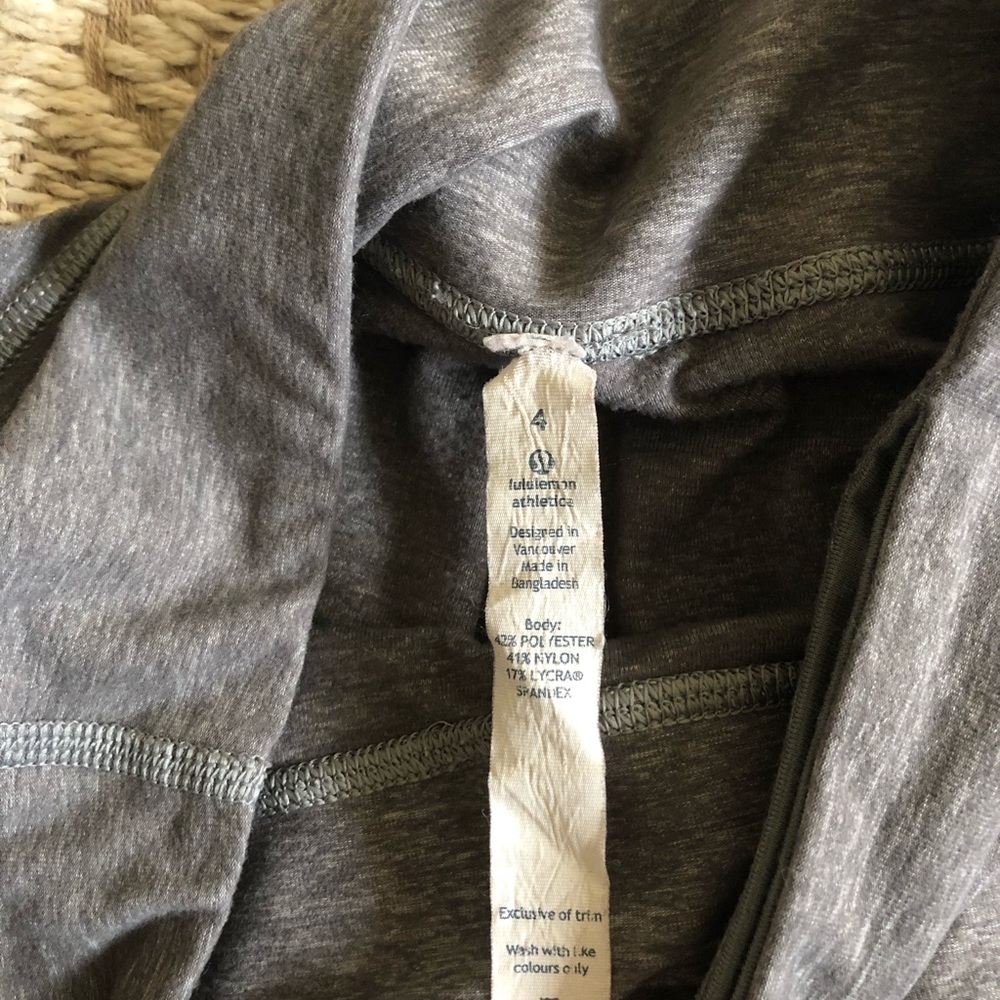 4
lululemon
athletica
Designed in
Vancouver
Made in
Bangladesh
Body:
42% POLYESTER
41% NYLON
17% LYCRA®
SPANDEX
Exclusive of trim
Wash with like
colours only